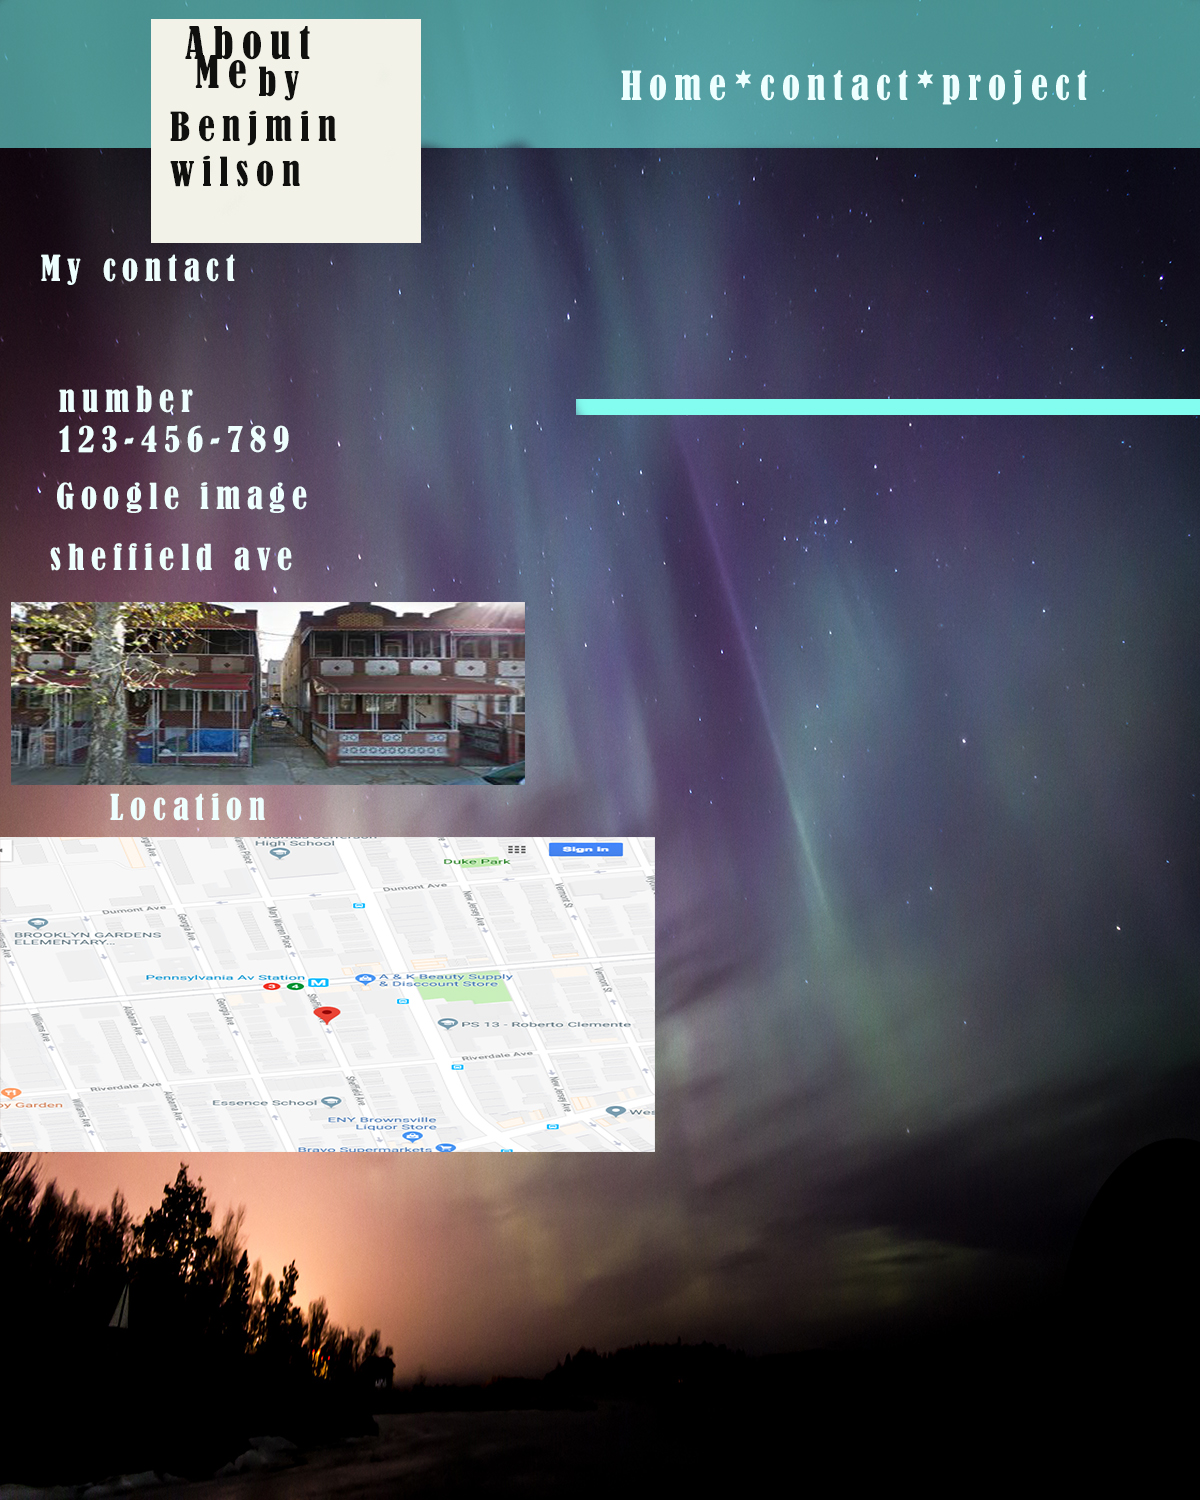 About
Me by
Benjmin
wilson
Home*contact*project
My contact
number
123-456-789
Google image
sheffield ave
Location
High School
Sign In
Duke Park
Dumont Ave
Dumont Ave
Georgia Ave
New Jersey Ave
Vermont St
Georgia Ave
Mary Warren Place
BROOKLYN GARDENS
ELEMENTARY...
Pennsylvania Av Station
3 4 M
A & K Beauty Supply
& Disccount Store
Vermont St
Georgia Ave
PS 13 - Roberto Clemente
Williams Ave
Alabama Ave
Riverdale Ave
Riverdale Ave
Essence School
Sheffield Ave
New Jersey Ave
Williams Ave
Alabama Ave
ENY Brownsville
Liquor Store
Bravo Supermarkets